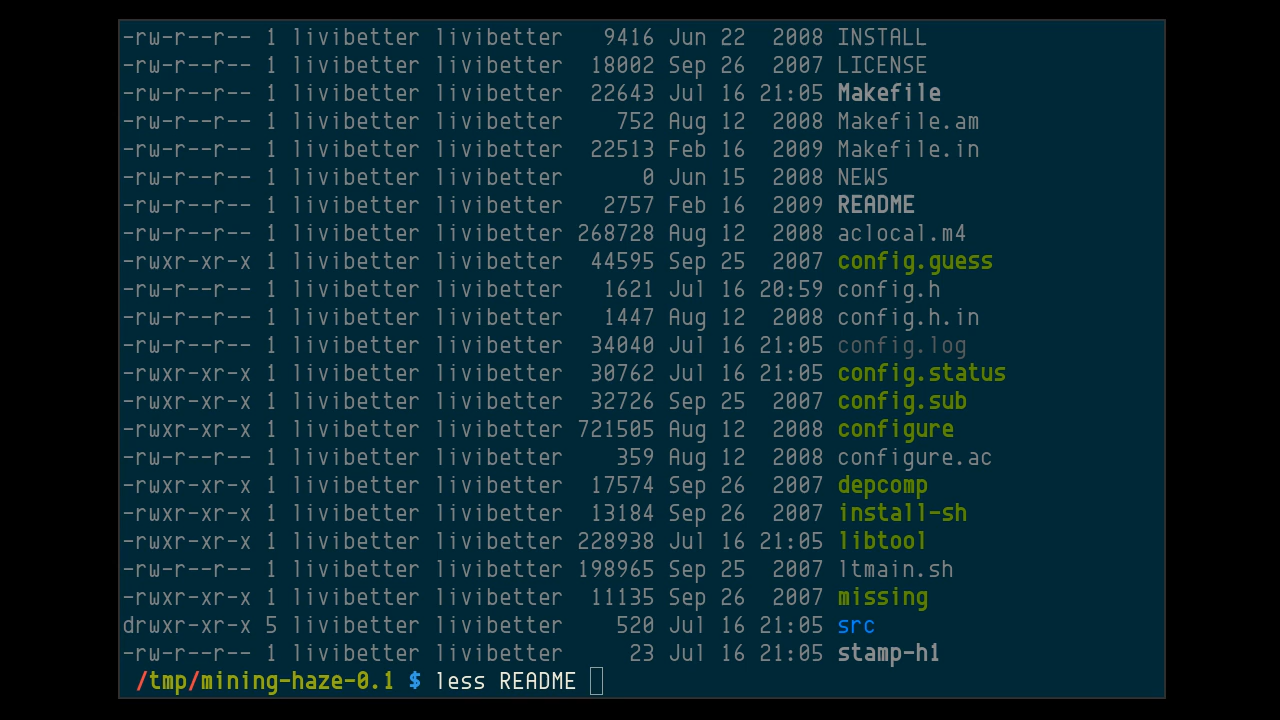 -rw-r--r-- 1 livibetter livibetter   9416 Jun 22  2008 INSTALL
-rw-r--r-- 1 livibetter livibetter  18002 Sep 26  2007 LICENSE
-rw-r--r-- 1 livibetter livibetter  22643 Jul 16 21:05 Makefile
-rw-r--r-- 1 livibetter livibetter    752 Aug 12  2008 Makefile.am
-rw-r--r-- 1 livibetter livibetter  22513 Feb 16  2009 Makefile.in
-rw-r--r-- 1 livibetter livibetter      0 Jun 15  2008 NEWS
-rw-r--r-- 1 livibetter livibetter   2757 Feb 16  2009 README
-rw-r--r-- 1 livibetter livibetter 268728 Aug 12  2008 aclocal.m4
-rwxr-xr-x 1 livibetter livibetter  44595 Sep 25  2007 config.guess
-rw-r--r-- 1 livibetter livibetter   1621 Jul 16 20:59 config.h
-rw-r--r-- 1 livibetter livibetter   1447 Aug 12  2008 config.h.in
-rw-r--r-- 1 livibetter livibetter  34040 Jul 16 21:05 config.log
-rwxr-xr-x 1 livibetter livibetter  30762 Jul 16 21:05 config.status
-rwxr-xr-x 1 livibetter livibetter  32726 Sep 25  2007 config.sub
-rwxr-xr-x 1 livibetter livibetter 721505 Aug 12  2008 configure
-rw-r--r-- 1 livibetter livibetter    359 Aug 12  2008 configure.ac
-rwxr-xr-x 1 livibetter livibetter  17574 Sep 26  2007 depcomp
-rwxr-xr-x 1 livibetter livibetter  13184 Sep 26  2007 install-sh
-rwxr-xr-x 1 livibetter livibetter 228938 Jul 16 21:05 libtool
-rw-r--r-- 1 livibetter livibetter 198965 Sep 25  2007 ltmain.sh
-rwxr-xr-x 1 livibetter livibetter  11135 Sep 26  2007 missing
drwxr-xr-x 5 livibetter livibetter    520 Jul 16 21:05 src
-rw-r--r-- 1 livibetter livibetter     23 Jul 16 21:05 stamp-h1
/tmp/mining-haze-0.1 $ less README